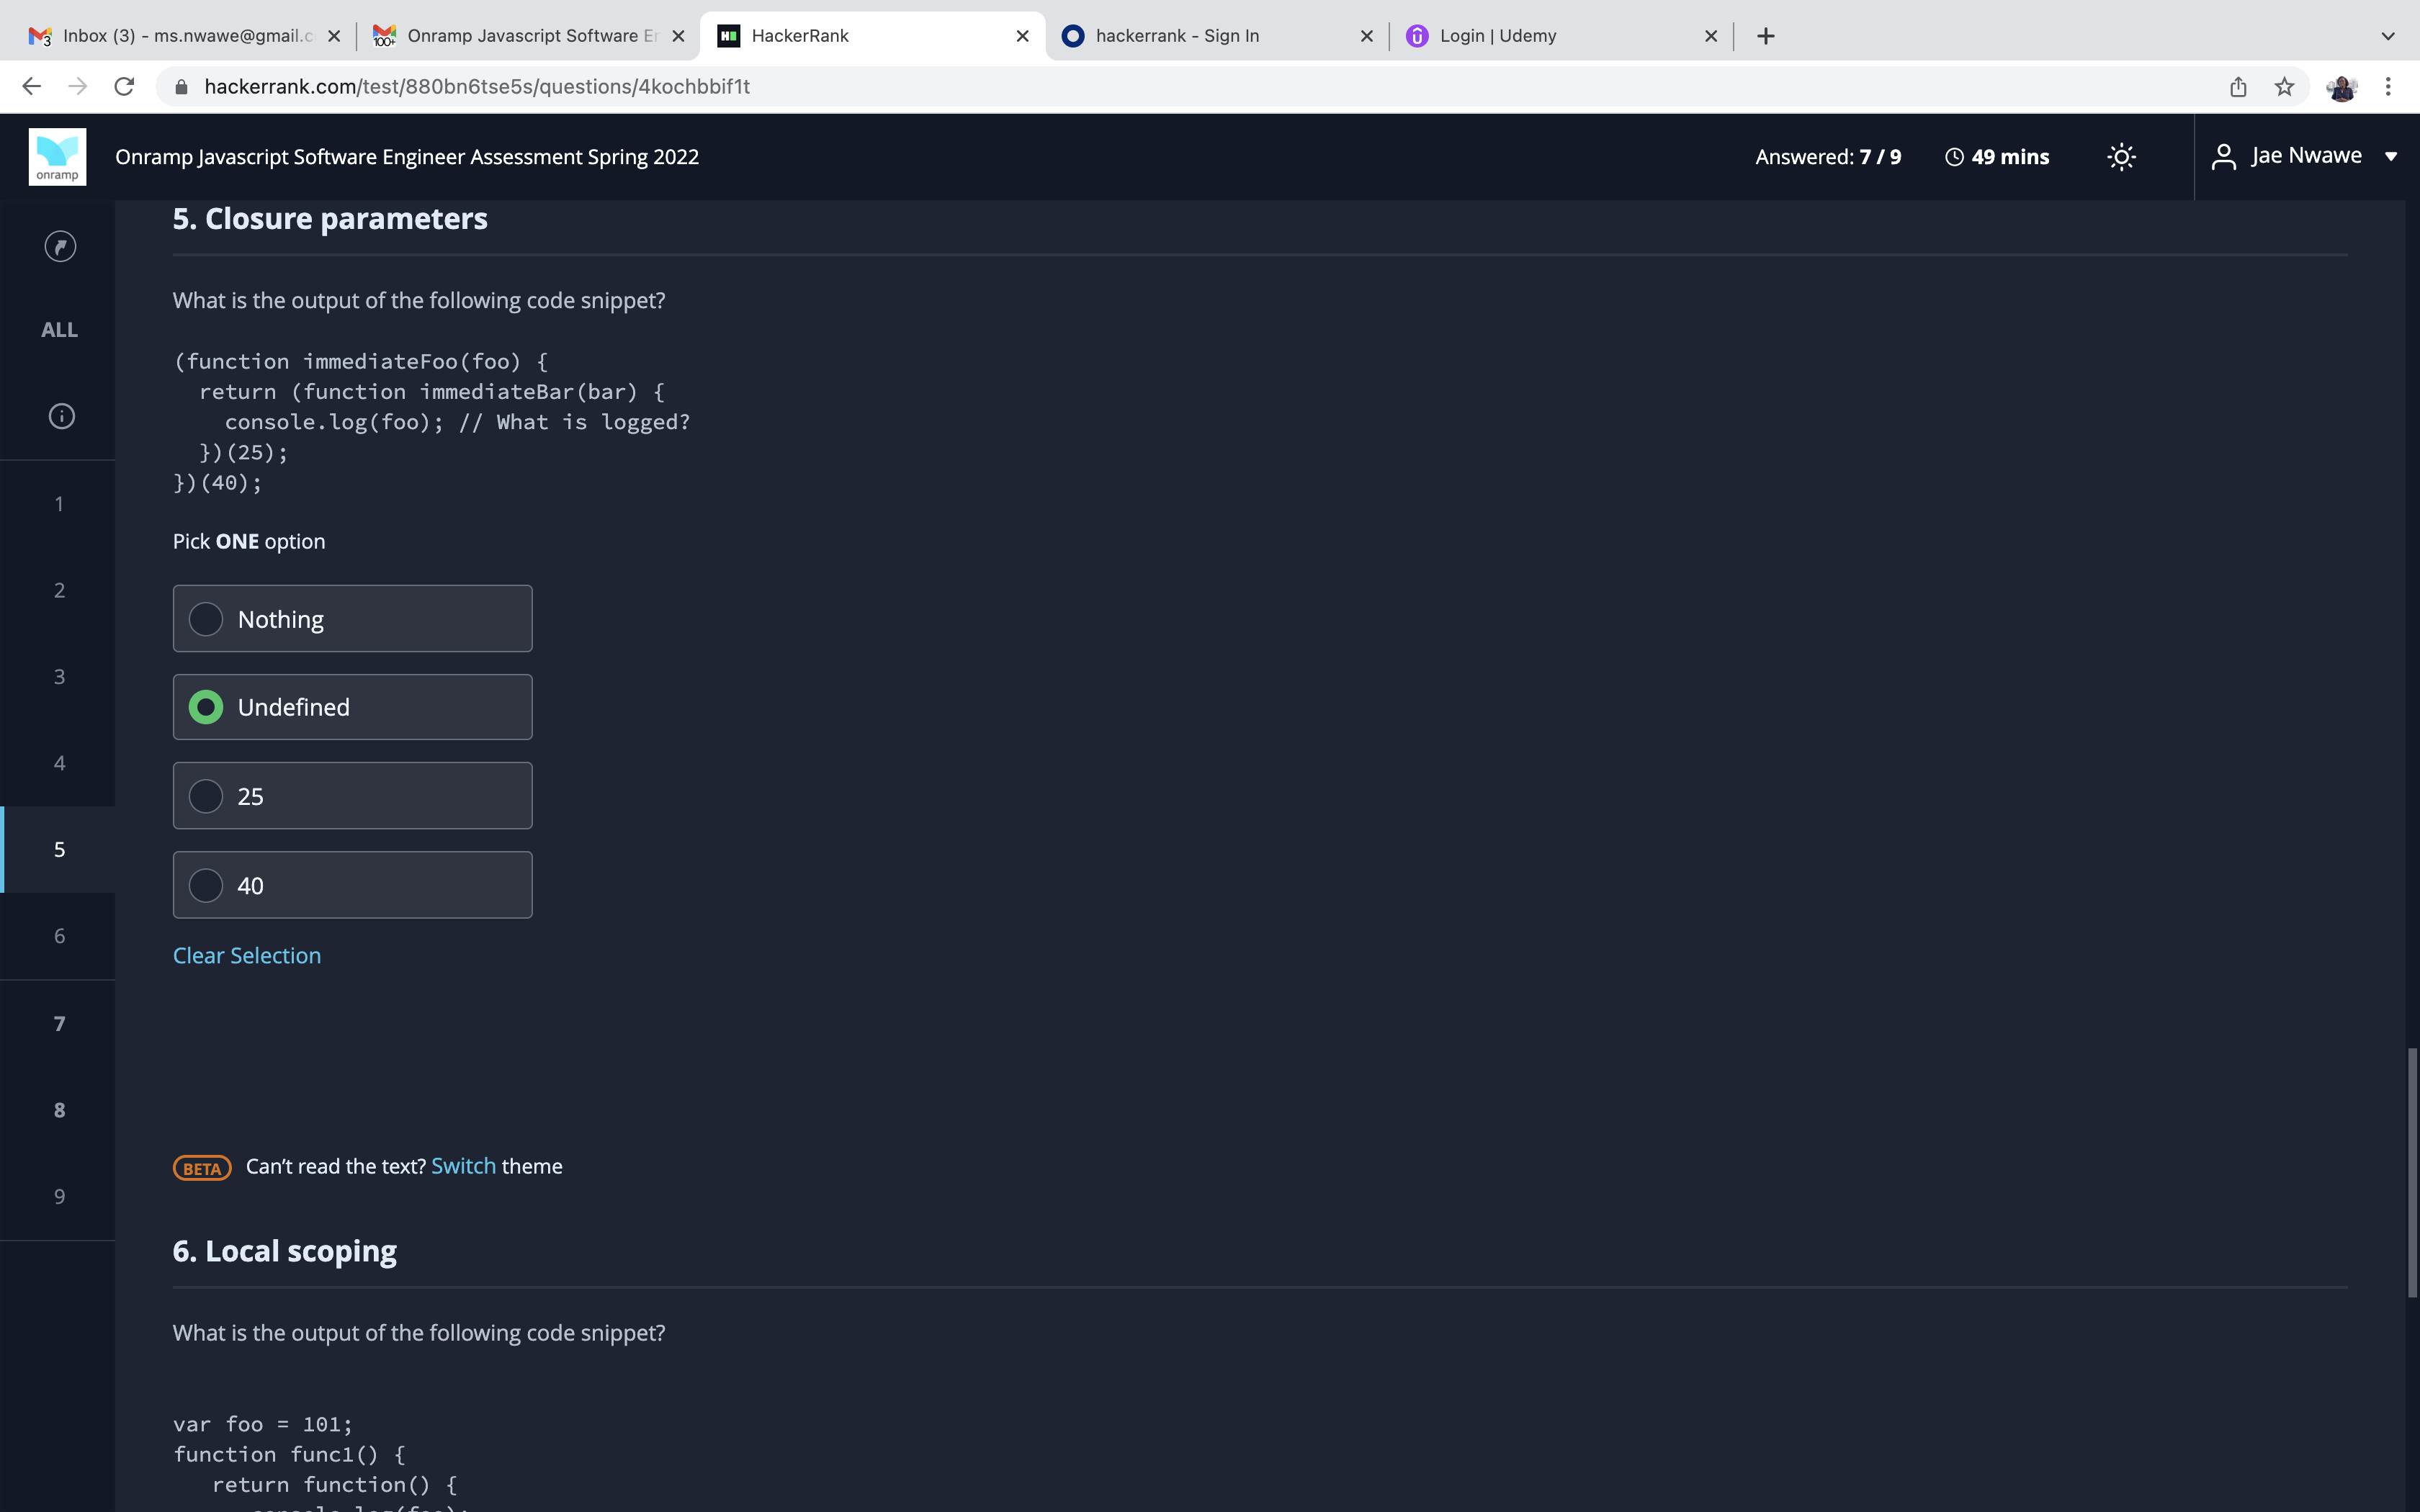 Inbox (3) - ms.nwawe@gmail.c
Onramp Javascript Software Er
HackerRank
hackerrank - Sign In
Login | Udemy
hackerrank.com/test/880bn6tse5s/questions/4kochbbif1t
onramp
Onramp Javascript Software Engineer Assessment Spring 2022
Answered: 7 / 9
49 mins
Jae Nwawe
ALL
1
2
3
4
5
6
7
8
9
5. Closure parameters
What is the output of the following code snippet?
(function immediateFoo(foo) {
return (function immediateBar(bar) {
console.log(foo); // What is logged?
})(25);
})(40);
Pick ONE option
Nothing
Undefined
25
40
Clear Selection
BETA Can't read the text? Switch theme
6. Local scoping
What is the output of the following code snippet?
var foo = 101;
function func1() {
return function() {
console.log(foo);